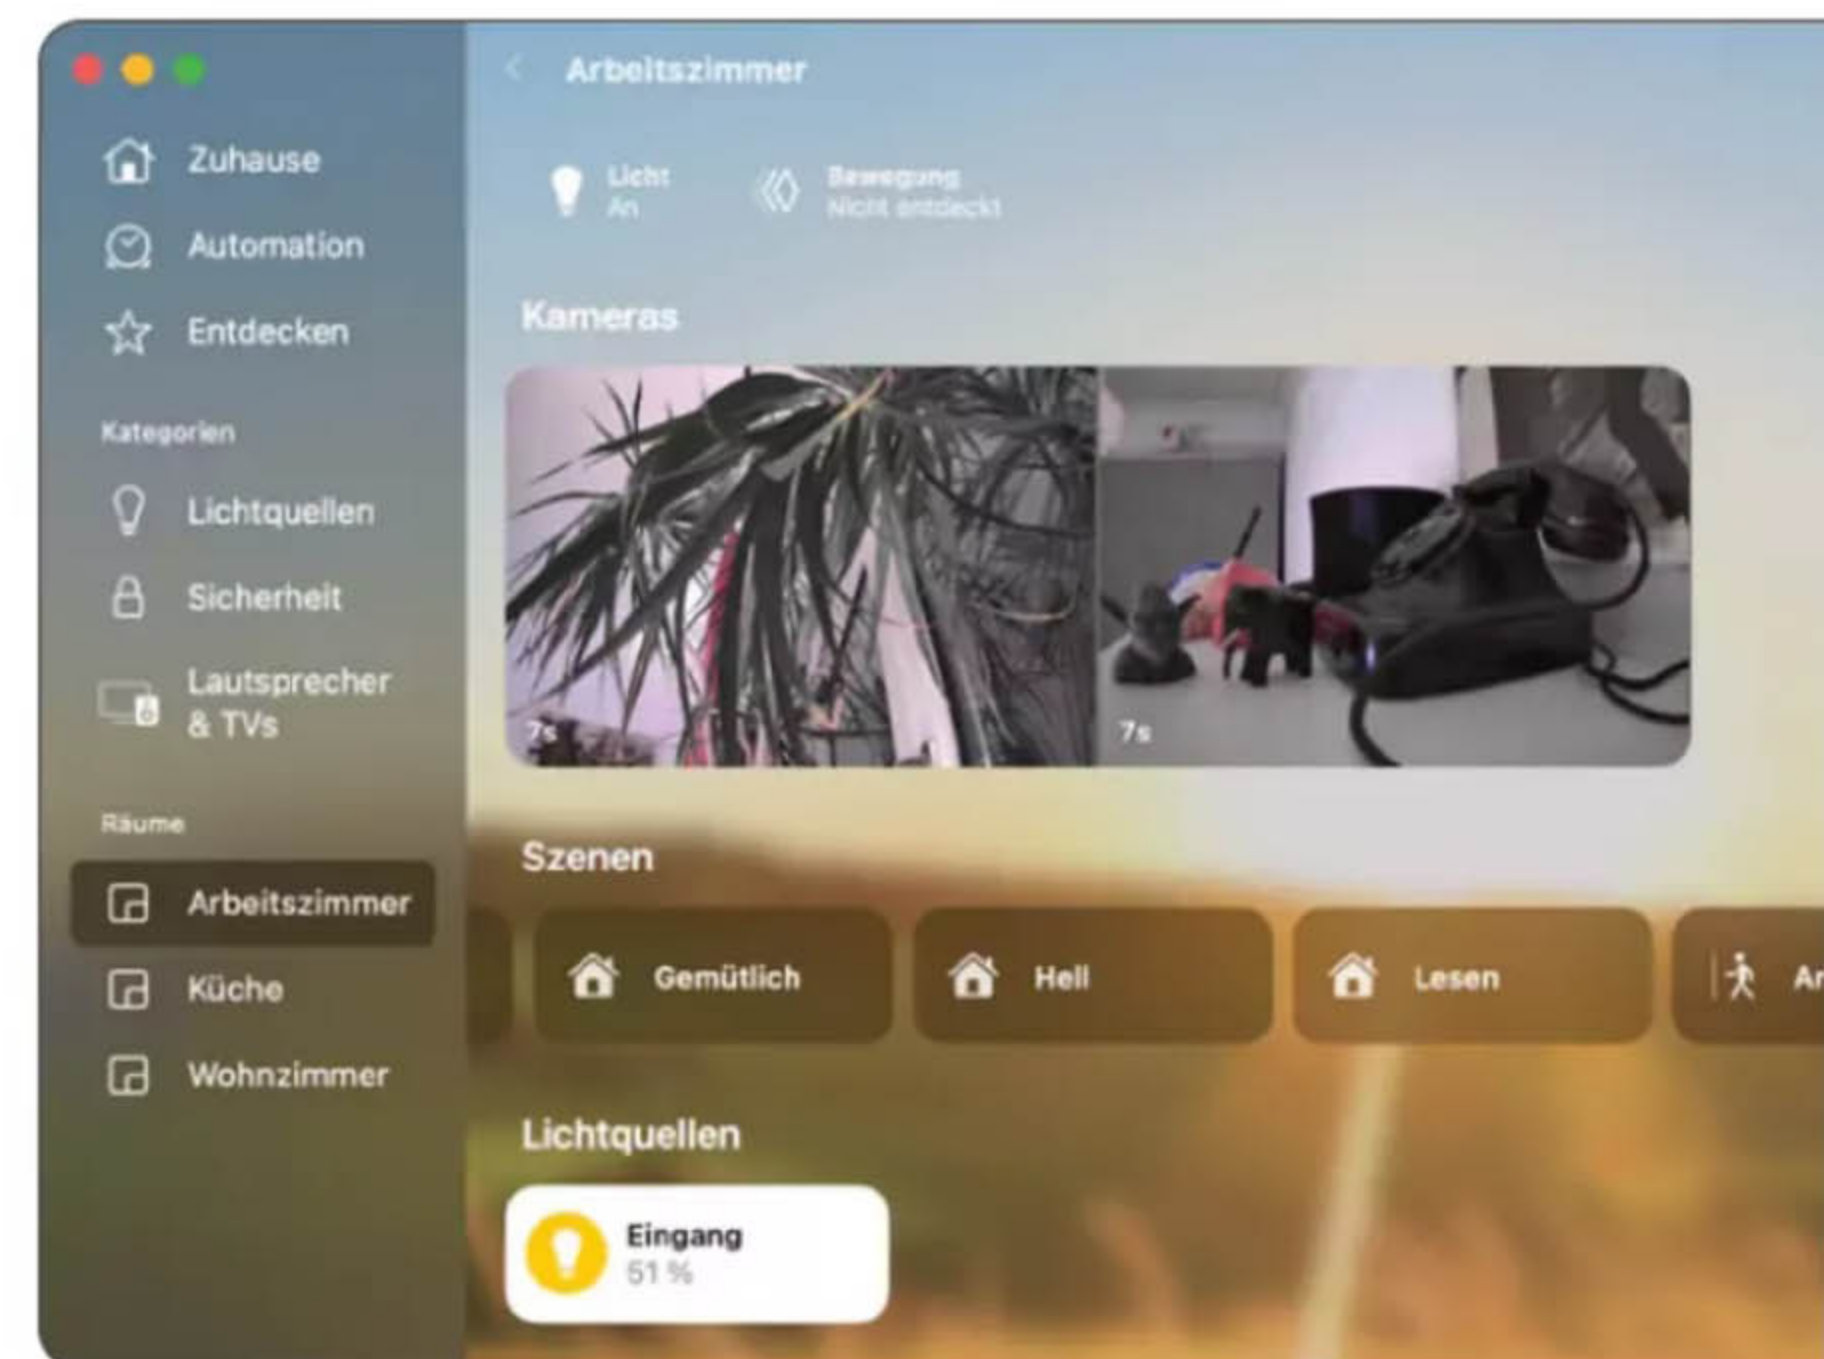 Zuhause
Automation
Entdecken
Kategorien
Lichtquellen
Sicherheit
Lautsprecher
& TVs
Räume
Arbeitszimmer
Küche
Wohnzimmer
Arbeitszimmer
Licht
An
Bewegung
Nicht entdeckt
Kameras
7s
7s
Szenen
Gemütlich
Hell
Lesen
Lichtquellen
Eingang
51 %